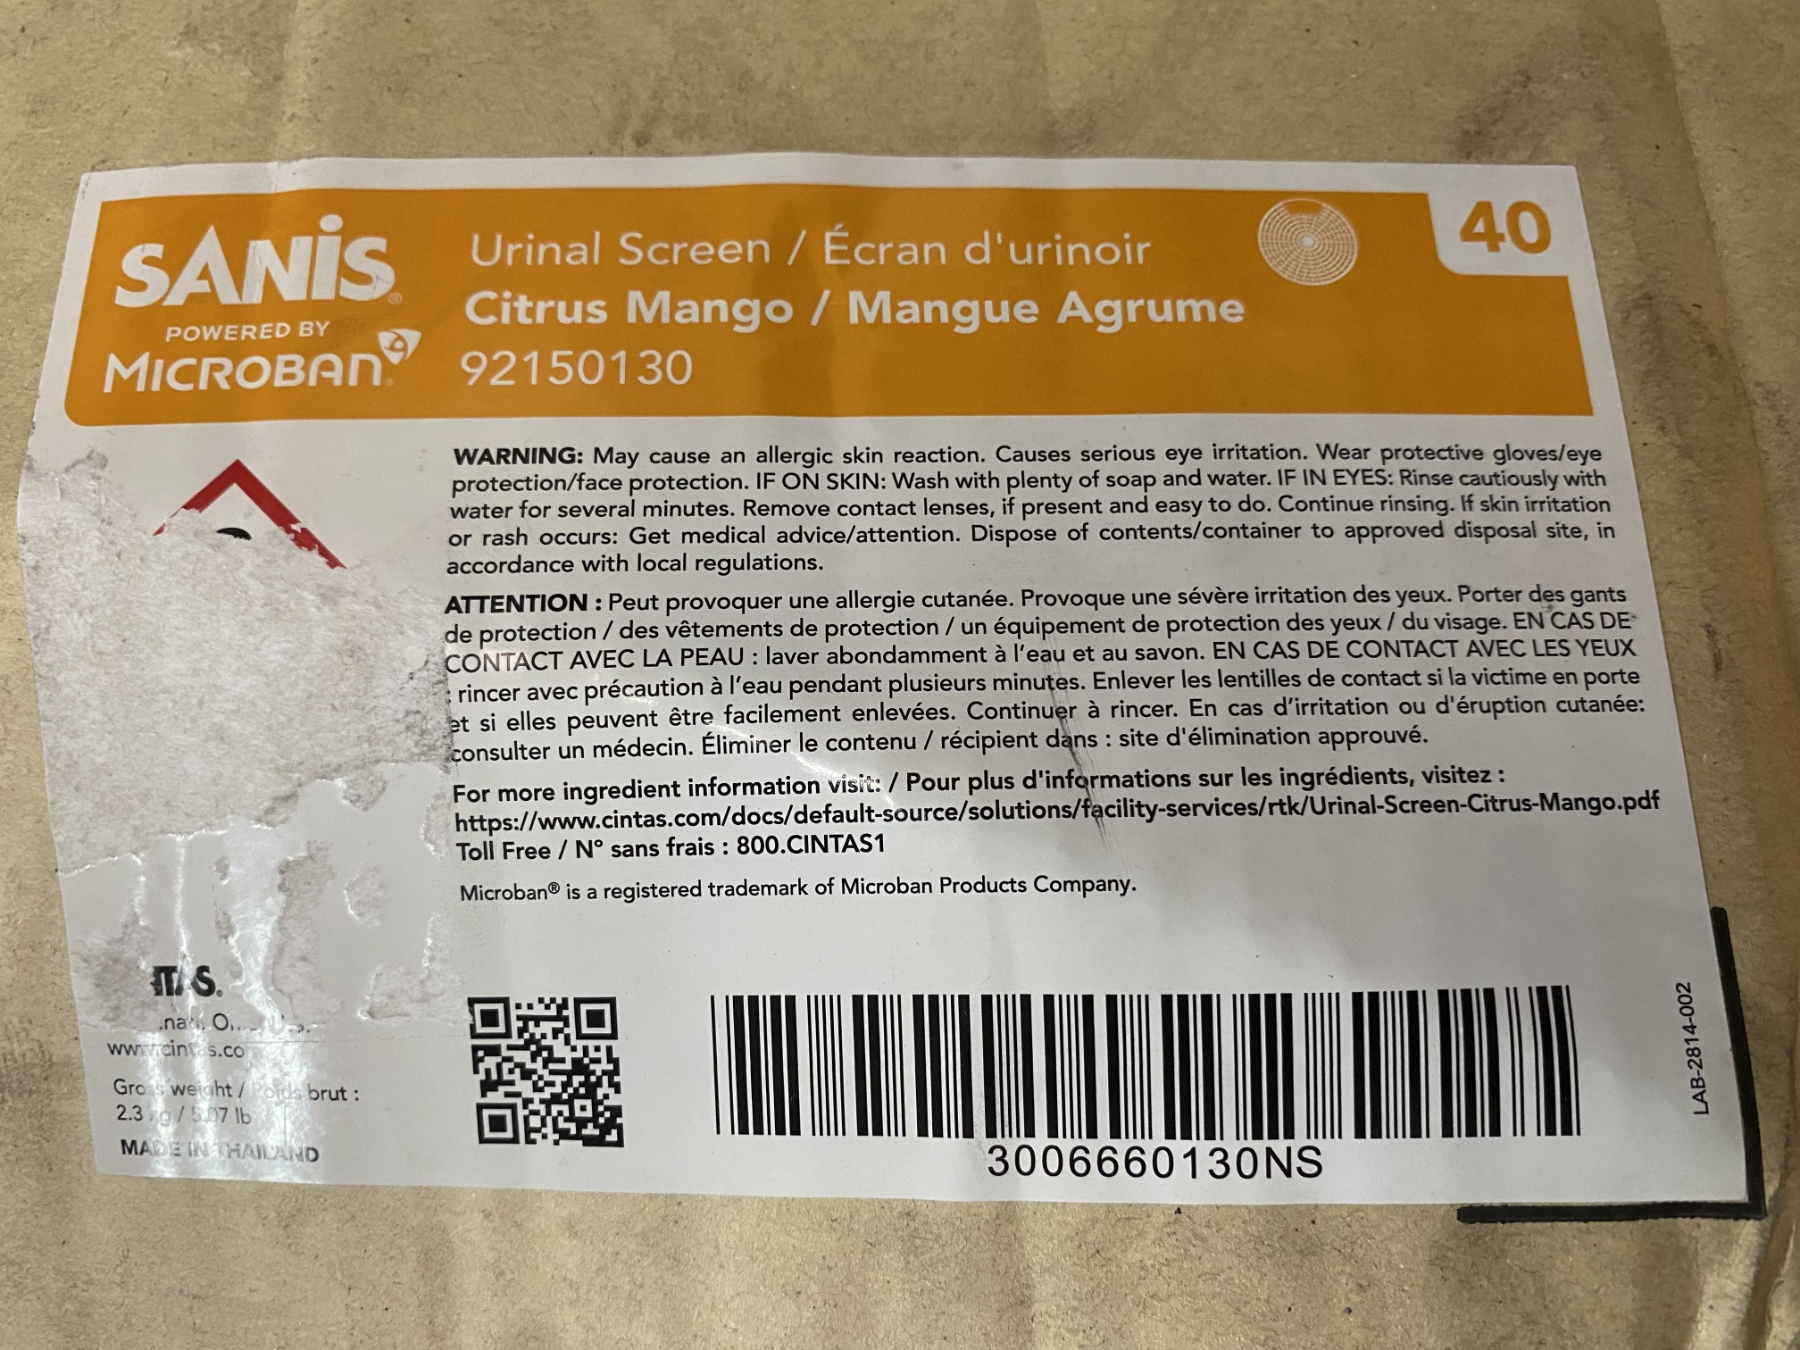 SANIS®
POWERED BY
MICROBAN®
Urinal Screen / Écran d'urinoir
Citrus Mango / Mangue Agrume
92150130
40
WARNING: May cause an allergic skin reaction. Causes serious eye irritation. Wear protective gloves/eye
protection/face protection. IF ON SKIN: Wash with plenty of soap and water. IF IN EYES: Rinse cautiously with
water for several minutes. Remove contact lenses, if present and easy to do. Continue rinsing. If skin irritation
or rash occurs: Get medical advice/attention. Dispose of contents/container to approved disposal site, in
accordance with local regulations.
ATTENTION : Peut provoquer une allergie cutanée. Provoque une sévère irritation des yeux. Porter des gants
de protection / des vêtements de protection / un équipement de protection des yeux / du visage. EN CAS DE
CONTACT AVEC LA PEAU : laver abondamment à l'eau et au savon. EN CAS DE CONTACT AVEC LES YEUX
: rincer avec précaution à l'eau pendant plusieurs minutes. Enlever les lentilles de contact si la victime en porte
et si elles peuvent être facilement enlevées. Continuer à rincer. En cas d'irritation ou d'éruption cutanée:
consulter un médecin. Éliminer le contenu / récipient dans : site d'élimination approuvé.
For more ingredient information visit: / Pour plus d'informations sur les ingrédients, visitez :
https://www.cintas.com/docs/default-source/solutions/facility-services/rtk/Urinal-Screen-Citrus-Mango.pdf
Toll Free / N° sans frais : 800.CINTAS1
Microban® is a registered trademark of Microban Products Company.
TAS.
www.cintas.co
Gross weight / Poids brut :
2.3 kg / 5.07 lb
MADE IN THAILAND
3006660130NS
LAB-2814-002